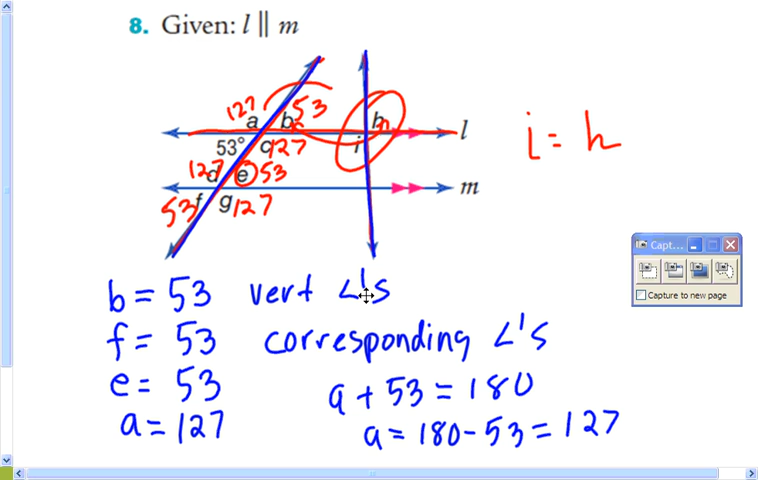 8. Given: l || m
127 53
a b h
l
53° c 127 i
i = h
127 d e 53
m
53 f g 127
Capt...
Capture to new page
b = 53 vert ∠'s
f = 53 corresponding ∠'s
e = 53
a + 53 = 180
a = 127
a = 180 - 53 = 127